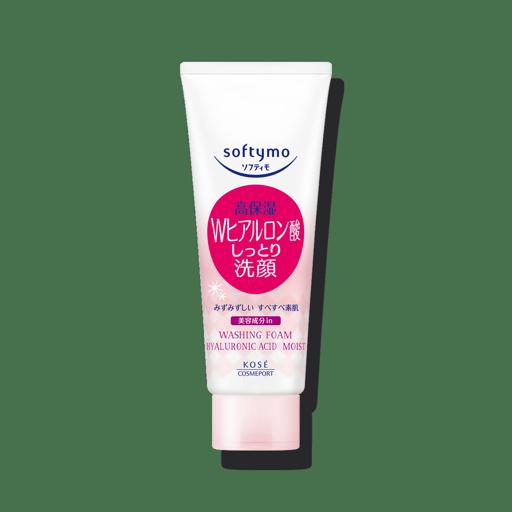 softymo
ソフティモ
高保湿
Wヒアルロン酸
しっとり
洗顔
みずみずしい すべすべ素肌
美容成分in
WASHING FOAM
HYALURONIC ACID MOIST
KOSÉ
COSMEPORT